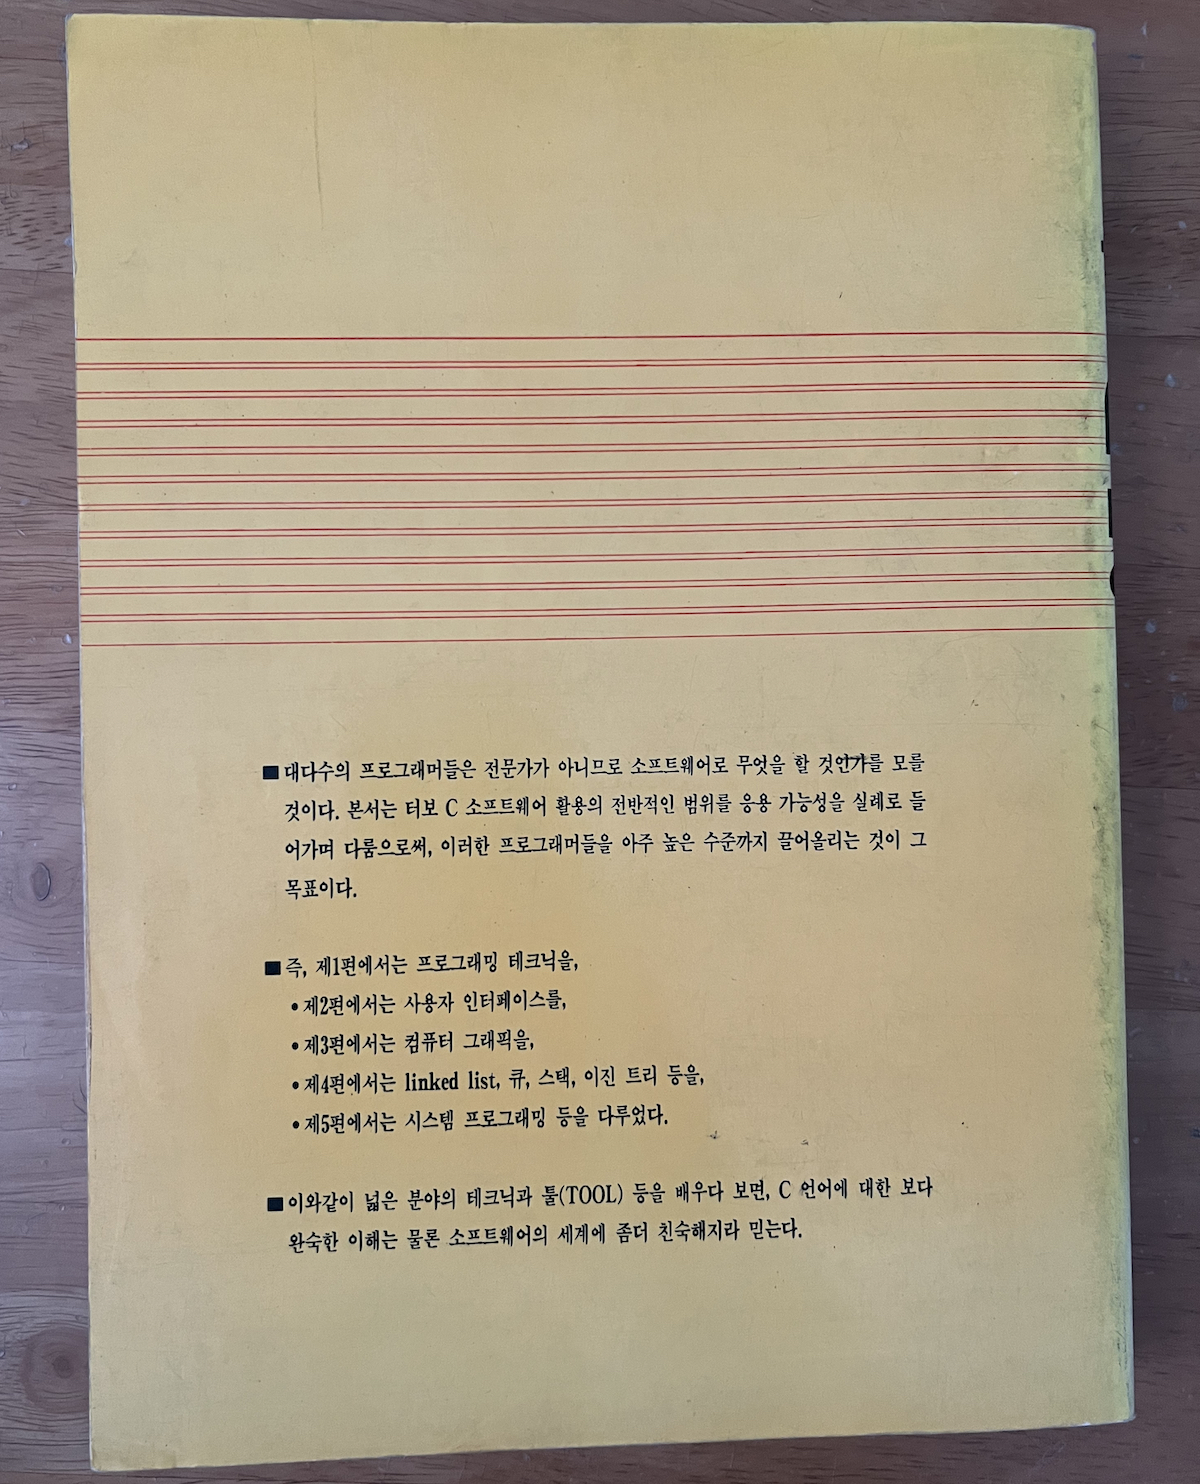 ■대다수의 프로그래머들은 전문가가 아니므로 소프트웨어로 무엇을 할 것인가를 모를
것이다. 본서는 터보 C 소프트웨어 활용의 전반적인 범위를 응용 가능성을 실례로 들
어가며 다룸으로써, 이러한 프로그래머들을 아주 높은 수준까지 끌어올리는 것이 그
목표이다.
■즉, 제1편에서는 프로그래밍 테크닉을,
•제2편에서는 사용자 인터페이스를,
•제3편에서는 컴퓨터 그래픽을,
•제4편에서는 linked list, 큐, 스택, 이진 트리 등을,
•제5편에서는 시스템 프로그래밍 등을 다루었다.
■이와같이 넓은 분야의 테크닉과 툴(TOOL) 등을 배우다 보면, C 언어에 대한 보다
완숙한 이해는 물론 소프트웨어의 세계에 좀더 친숙해지라 믿는다.